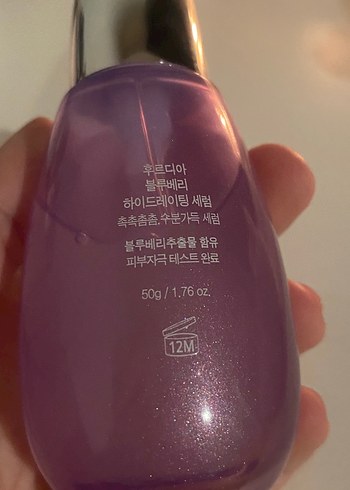 후르디아
블루베리
하이드레이팅 세럼
촉촉촘촘.수분가득 세럼
블루베리추출물 함유
피부자극 테스트 완료
50g / 1.76 oz.
12M